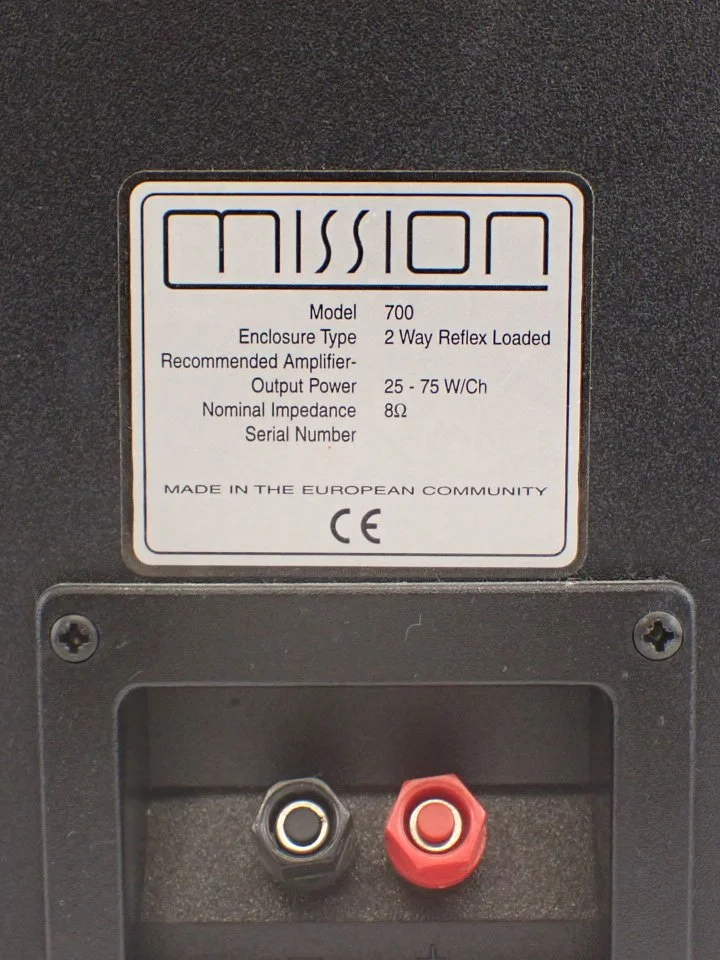 mission
Model 700
Enclosure Type 2 Way Reflex Loaded
Recommended Amplifier-
Output Power 25 - 75 W/Ch
Nominal Impedance 8Ω
Serial Number
MADE IN THE EUROPEAN COMMUNITY
CE